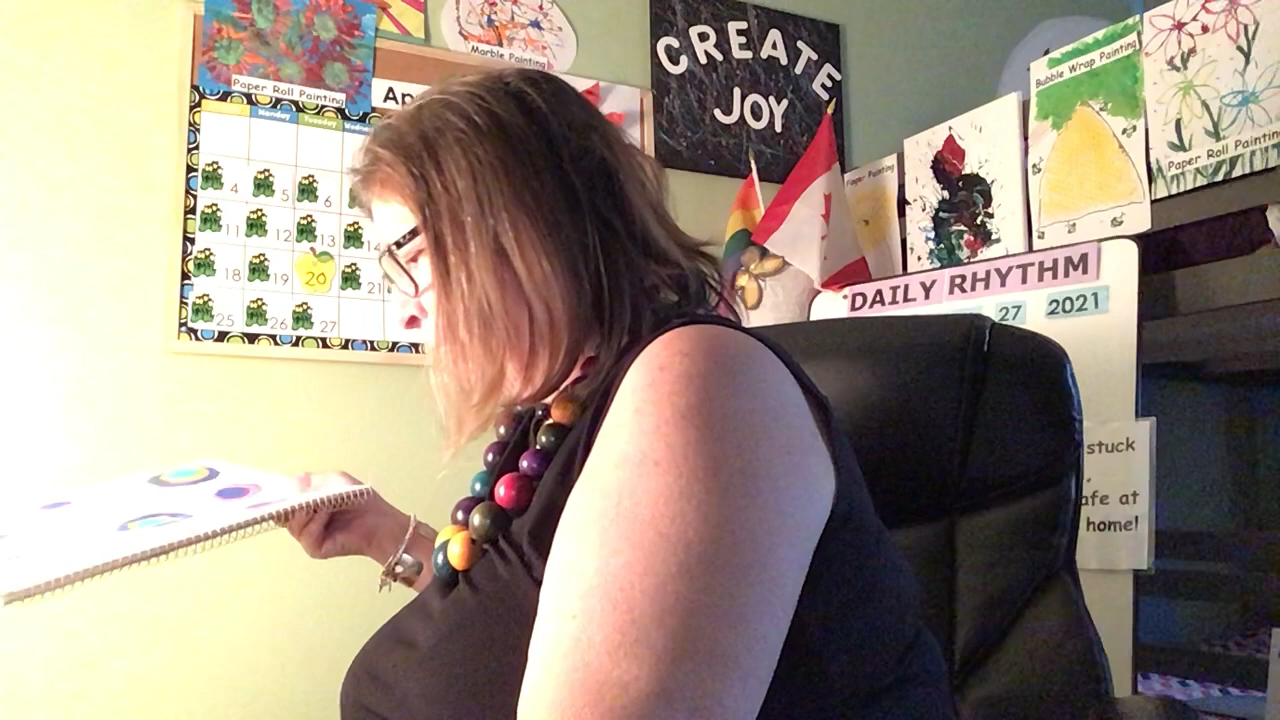 Marble Painting
Paper Roll Painting
Ap
Monday
Tuesday
4 5 6
11 12 13 14
18 19 20 21
25 26 27
CREATE
JOY
Finger Painting
Bubble Wrap Painting
Paper Roll Painting
DAILY RHYTHM
27 2021
stuck
afe at
home!